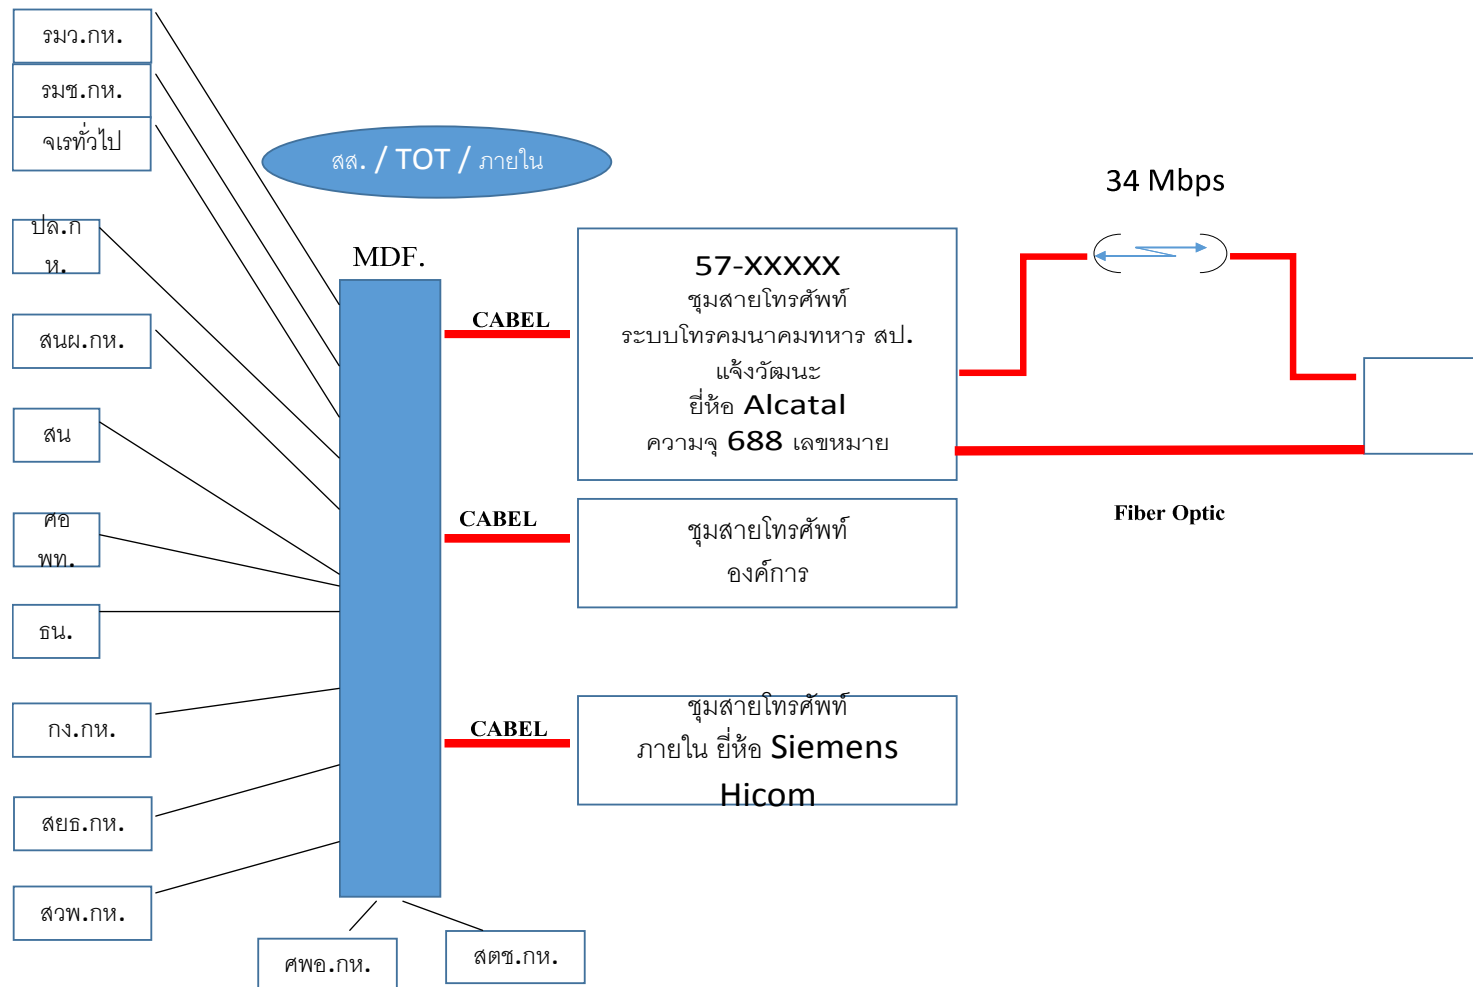 รมว.กห.
รมช.กห.
จเรทั่วไป
สส. / TOT / ภายใน
34 Mbps
ปล.ก
ห.
MDF.
57-XXXXX
ชุมสายโทรศัพท์
ระบบโทรคมนาคมทหาร สป.
แจ้งวัฒนะ
ยี่ห้อ Alcatal
ความจุ 688 เลขหมาย
CABEL
สนผ.กห.
สน
ศอ
พท.
CABEL
ชุมสายโทรศัพท์
องค์การ
Fiber Optic
ธน.
กง.กห.
CABEL
ชุมสายโทรศัพท์
ภายใน ยี่ห้อ Siemens
Hicom
สยธ.กห.
สวพ.กห.
ศพอ.กห.
สตช.กห.